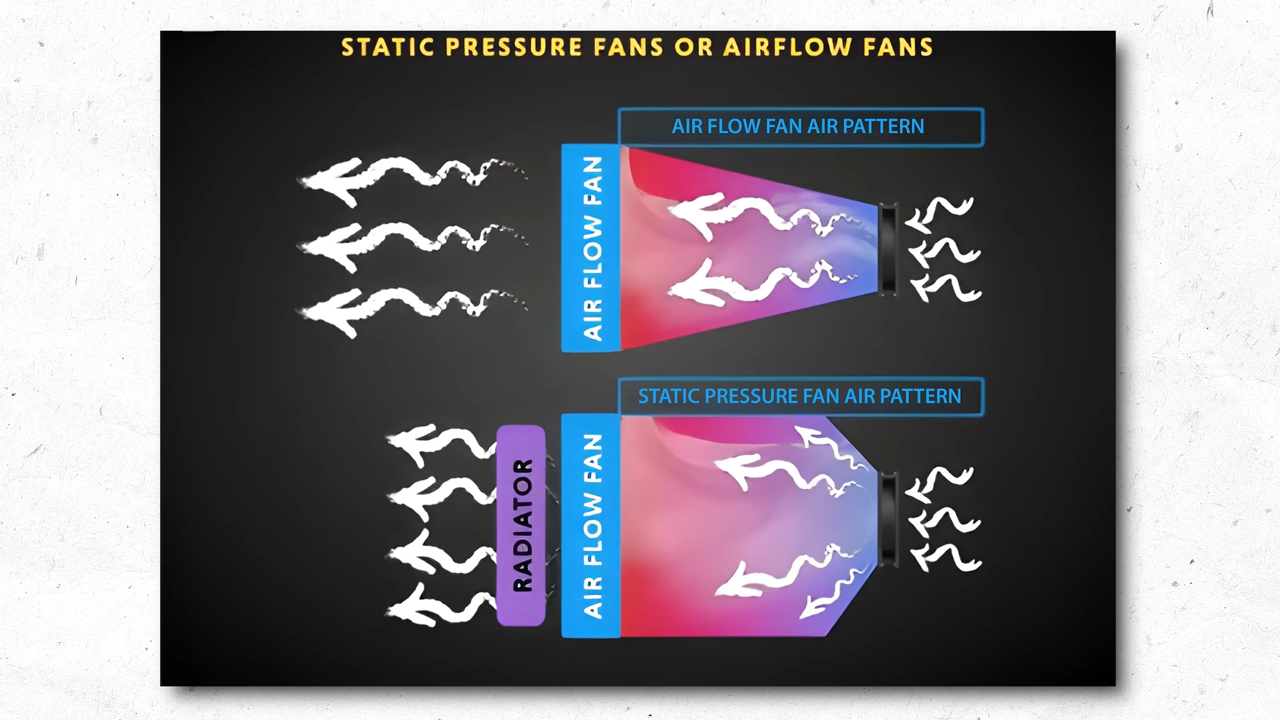 STATIC PRESSURE FANS OR AIRFLOW FANS
AIR FLOW FAN AIR PATTERN
AIR FLOW FAN
STATIC PRESSURE FAN AIR PATTERN
RADIATOR
AIR FLOW FAN